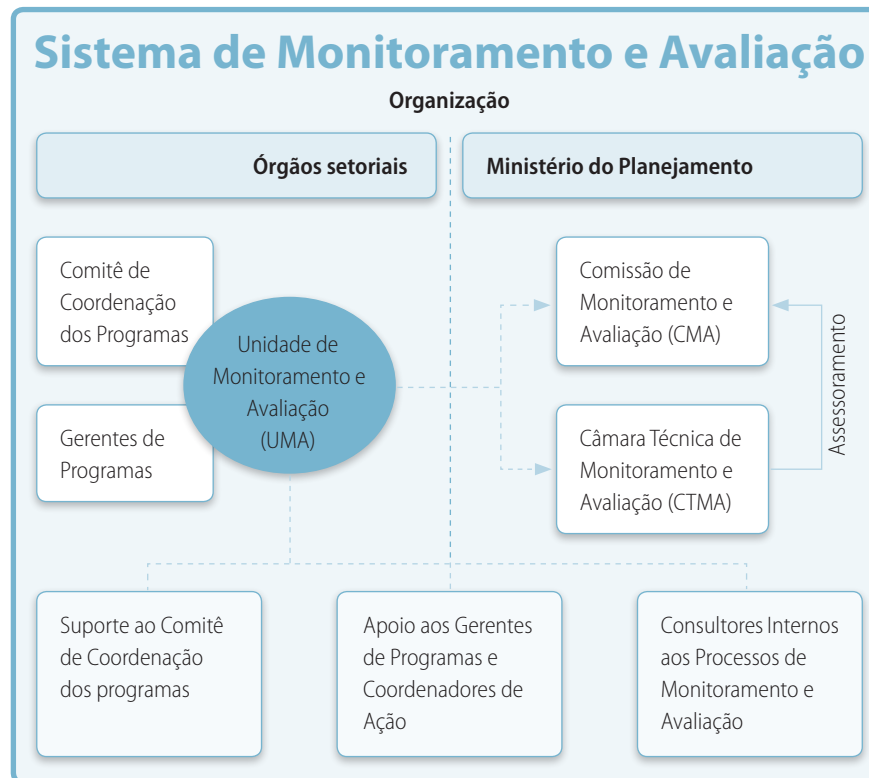 Sistema de Monitoramento e Avaliação
Organização
Órgãos setoriais
Ministério do Planejamento
Comitê de
Coordenação
dos Programas
Gerentes de
Programas
Unidade de
Monitoramento e
Avaliação
(UMA)
Comissão de
Monitoramento e
Avaliação (CMA)
Câmara Técnica de
Monitoramento e
Avaliação (CTMA)
Assessoramento
Suporte ao Comitê
de Coordenação
dos programas
Apoio aos Gerentes
de Programas e
Coordenadores de
Ação
Consultores Internos
aos Processos de
Monitoramento e
Avaliação